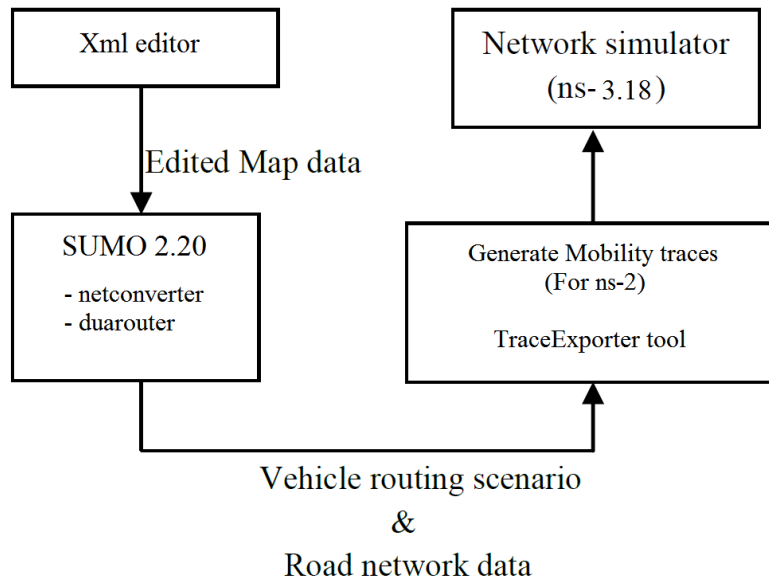 Xml editor
Edited Map data
SUMO 2.20
- netconverter
- duarouter
Vehicle routing scenario
&
Road network data
Generate Mobility traces
(For ns-2)
TraceExporter tool
Network simulator
(ns- 3.18)